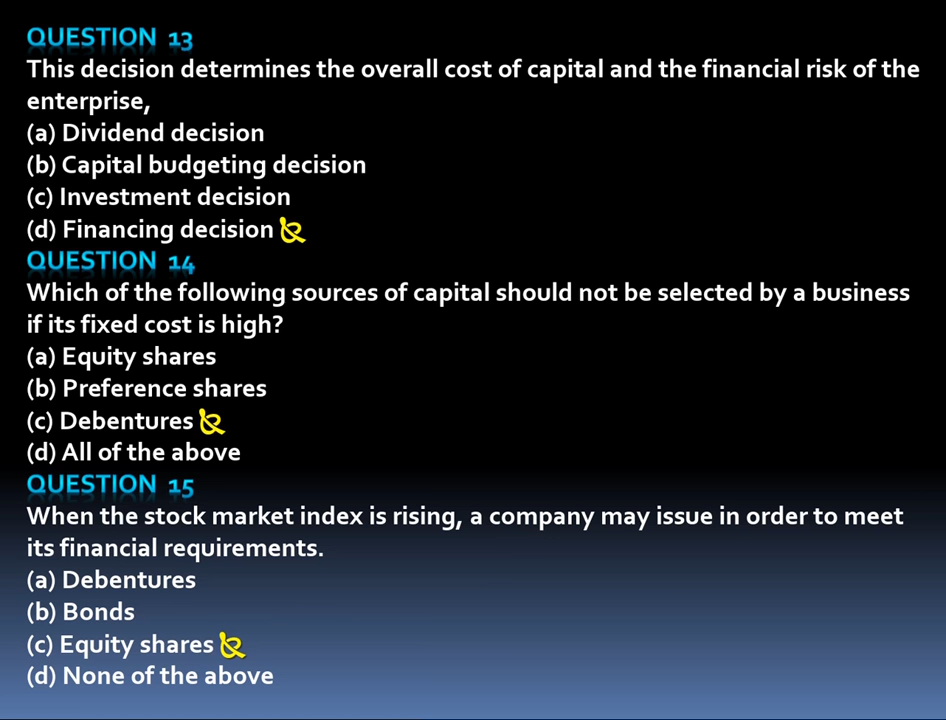 QUESTION 13
This decision determines the overall cost of capital and the financial risk of the
enterprise,
(a) Dividend decision
(b) Capital budgeting decision
(c) Investment decision
(d) Financing decision
QUESTION 14
Which of the following sources of capital should not be selected by a business
if its fixed cost is high?
(a) Equity shares
(b) Preference shares
(c) Debentures
(d) All of the above
QUESTION 15
When the stock market index is rising, a company may issue in order to meet
its financial requirements.
(a) Debentures
(b) Bonds
(c) Equity shares
(d) None of the above